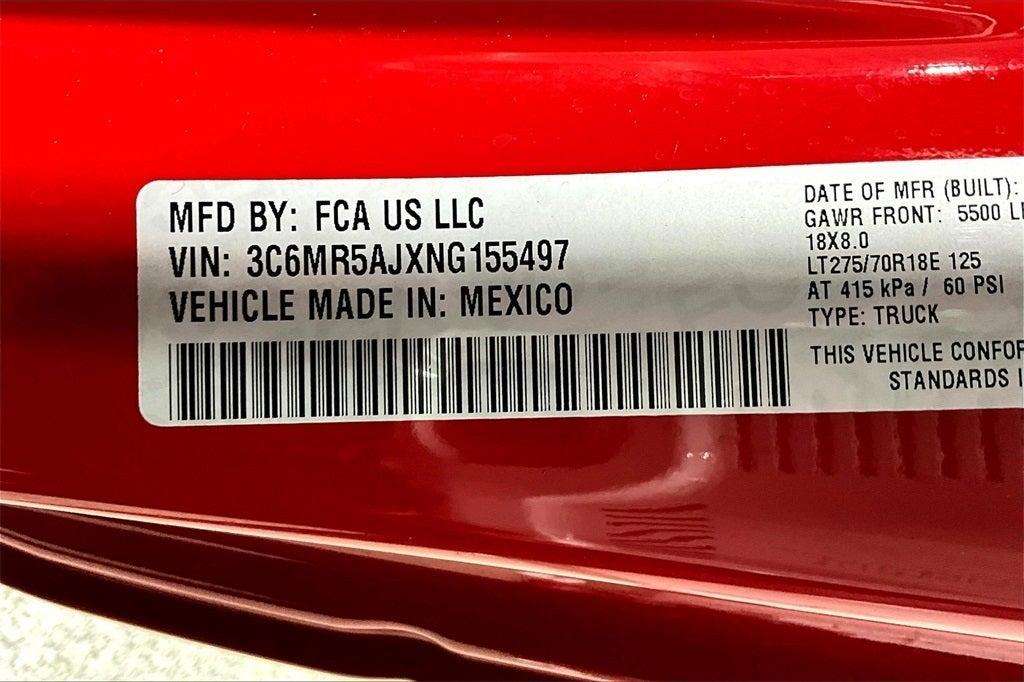 MFD BY: FCA US LLC
VIN: 3C6MR5AJXNG155497
VEHICLE MADE IN: MEXICO
DATE OF MFR (BUILT):
GAWR FRONT: 5500
18X8.0
LT275/70R18E 125
AT 415 kPa / 60 PSI
TYPE: TRUCK
THIS VEHICLE
STANDARDS